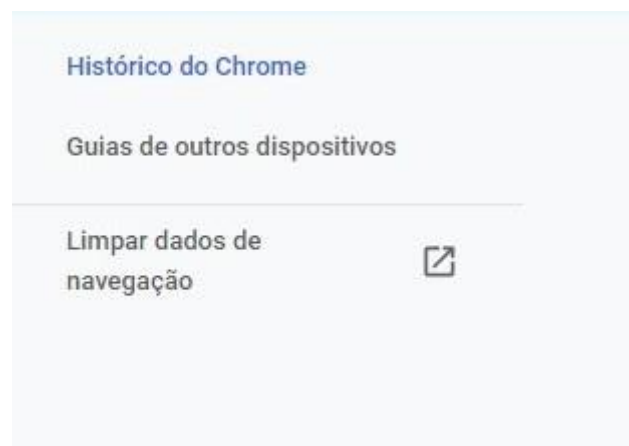 Histórico do Chrome
Guias de outros dispositivos
Limpar dados de
navegação